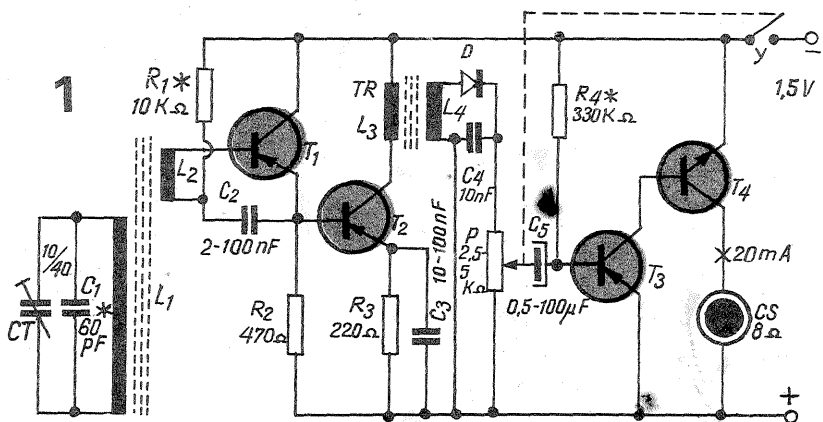 1
R1*
10KΩ
L2
T1
C2
2-100nF
10/40
CT
C1
60*
pF
L1
TR
L3
L4
D
C4
10nF
T2
R2
470Ω
R3
220Ω
C3
10-100nF
P
2,5-
5
KΩ
C5
0,5-100μF
R4*
330KΩ
T3
T4
У
−
1,5V
×20mA
CS
8Ω
+